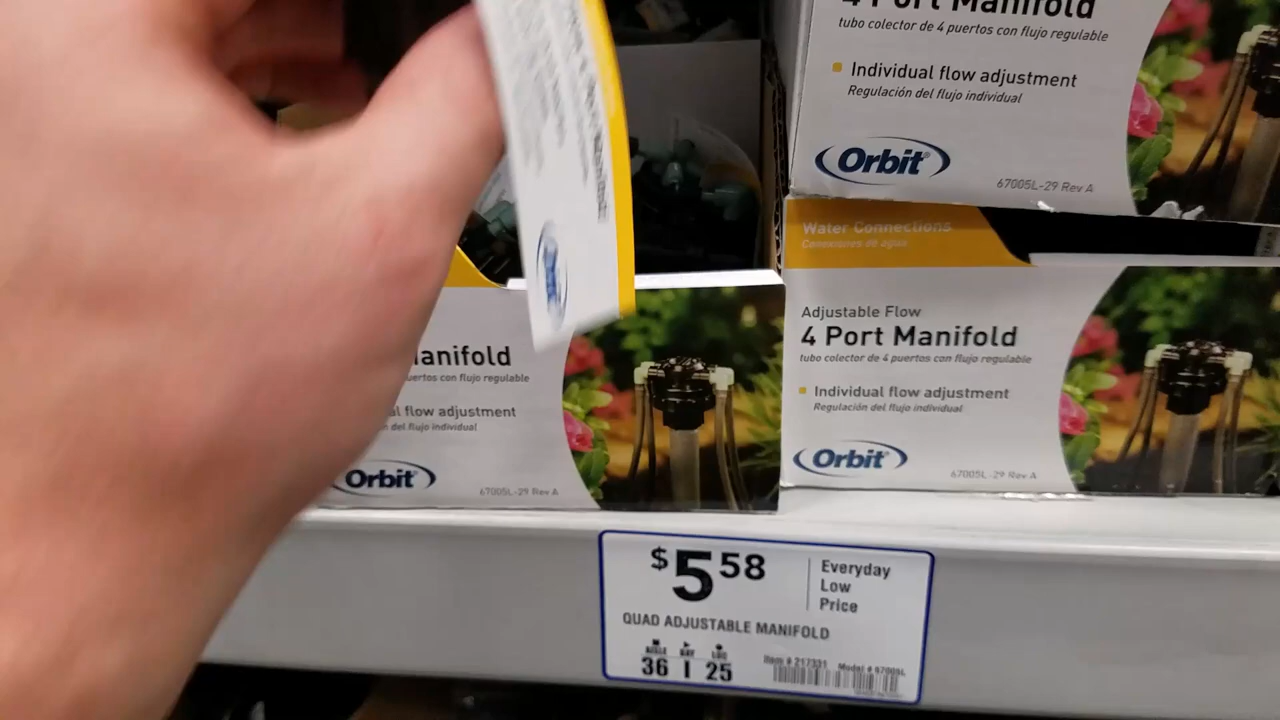 4 Port Manifold
tubo colector de 4 puertos con flujo regulable
Individual flow adjustment
Regulación del flujo individual
Orbit®
67005L-29 Rev A
Water Connections
Conexiones de agua
Adjustable Flow
4 Port Manifold
tubo colector de 4 puertos con flujo regulable
Individual flow adjustment
Regulación del flujo individual
Orbit®
67005L-29 Rev A
anifold
uertos con flujo regulable
al flow adjustment
n del flujo individual
Orbit®
67005L-29 Rev A
$5 58
Everyday
Low
Price
QUAD ADJUSTABLE MANIFOLD
AISLE BAY LOC
36 I 25
Item # 217331 Model # 67005L